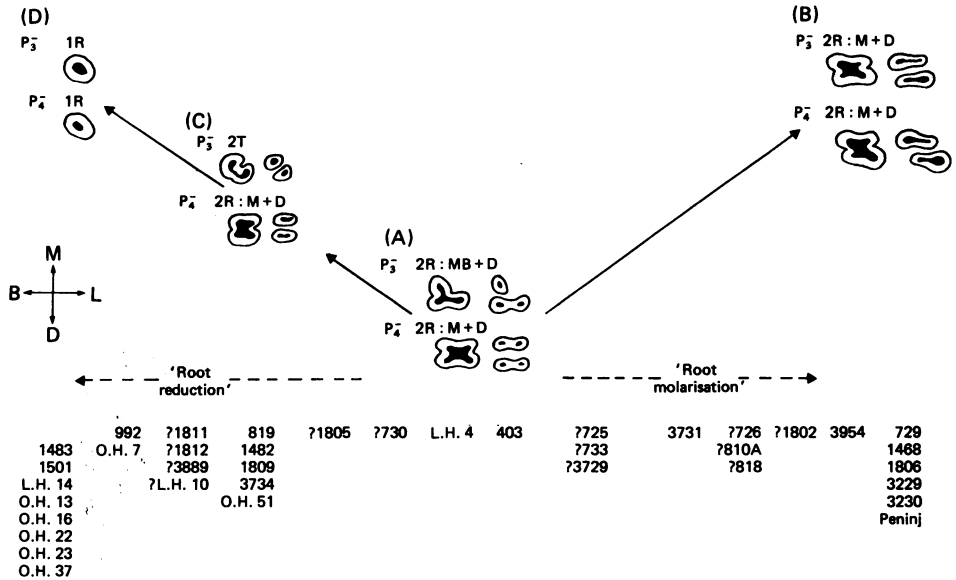 (D)
P₃⁻ 1R
P₄⁻ 1R
(B)
P₃⁻ 2R : M + D
P₄⁻ 2R : M + D
(C)
P₃⁻ 2T
P₄⁻ 2R : M + D
(A)
P₃⁻ 2R : MB + D
P₄⁻ 2R : M + D
M
B L
D
'Root
reduction'
'Root
molarisation'
992 ?1811 819 ?1805 ?730 L.H. 4 403 ?725 3731 ?726 ?1802 3954 729
1483 O.H. 7 ?1812 1482 ?733 ?810A 1468
1501 ?3889 1809 ?3729 ?818 1806
L.H. 14 ?L.H. 10 3734 3229
O.H. 13 O.H. 51 3230
O.H. 16 Peninj
O.H. 22
O.H. 23
O.H. 37